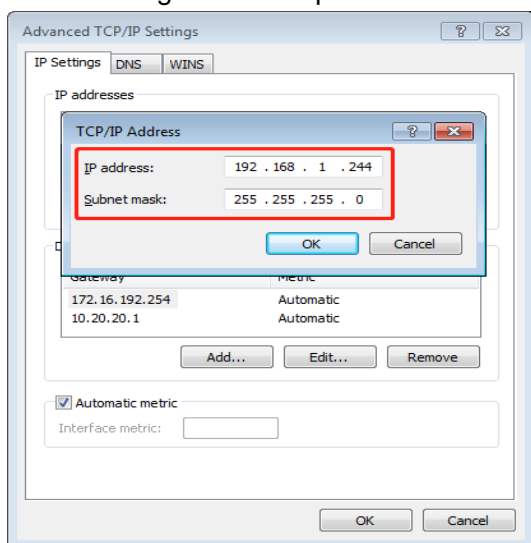 Advanced TCP/IP Settings
IP Settings DNS WINS
IP addresses
TCP/IP Address
IP address: 192 . 168 . 1 . 244
Subnet mask: 255 . 255 . 255 . 0
OK Cancel
Gateway Metric
172.16.192.254 Automatic
10.20.20.1 Automatic
Add... Edit... Remove
Automatic metric
Interface metric:
OK Cancel